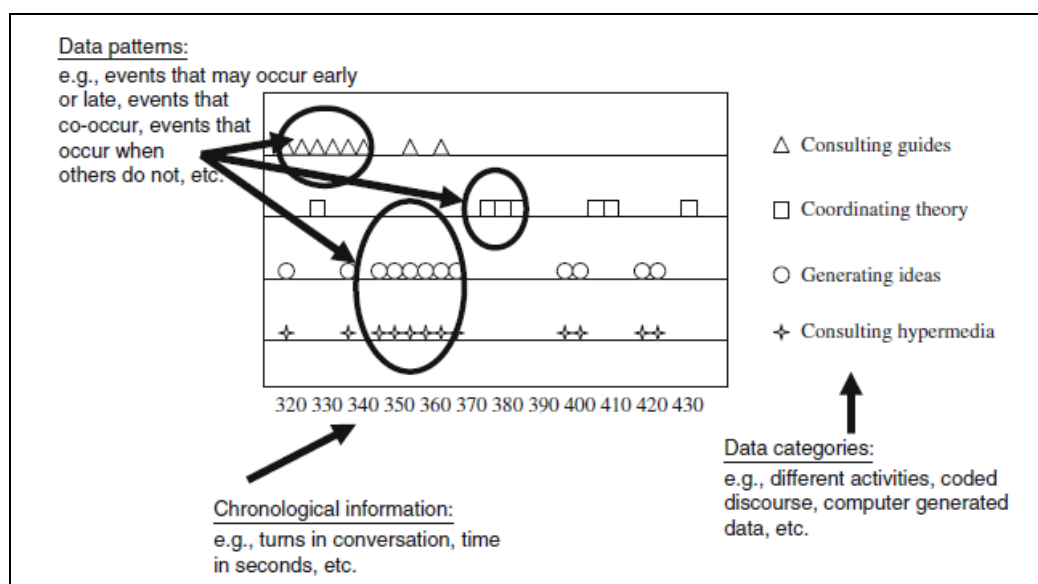 Data patterns:
e.g., events that may occur early
or late, events that
co-occur, events that
occur when
others do not, etc.
Consulting guides
Coordinating theory
Generating ideas
Consulting hypermedia
320 330 340 350 360 370 380 390 400 410 420 430
Chronological information:
e.g., turns in conversation, time
in seconds, etc.
Data categories:
e.g., different activities, coded
discourse, computer generated
data, etc.